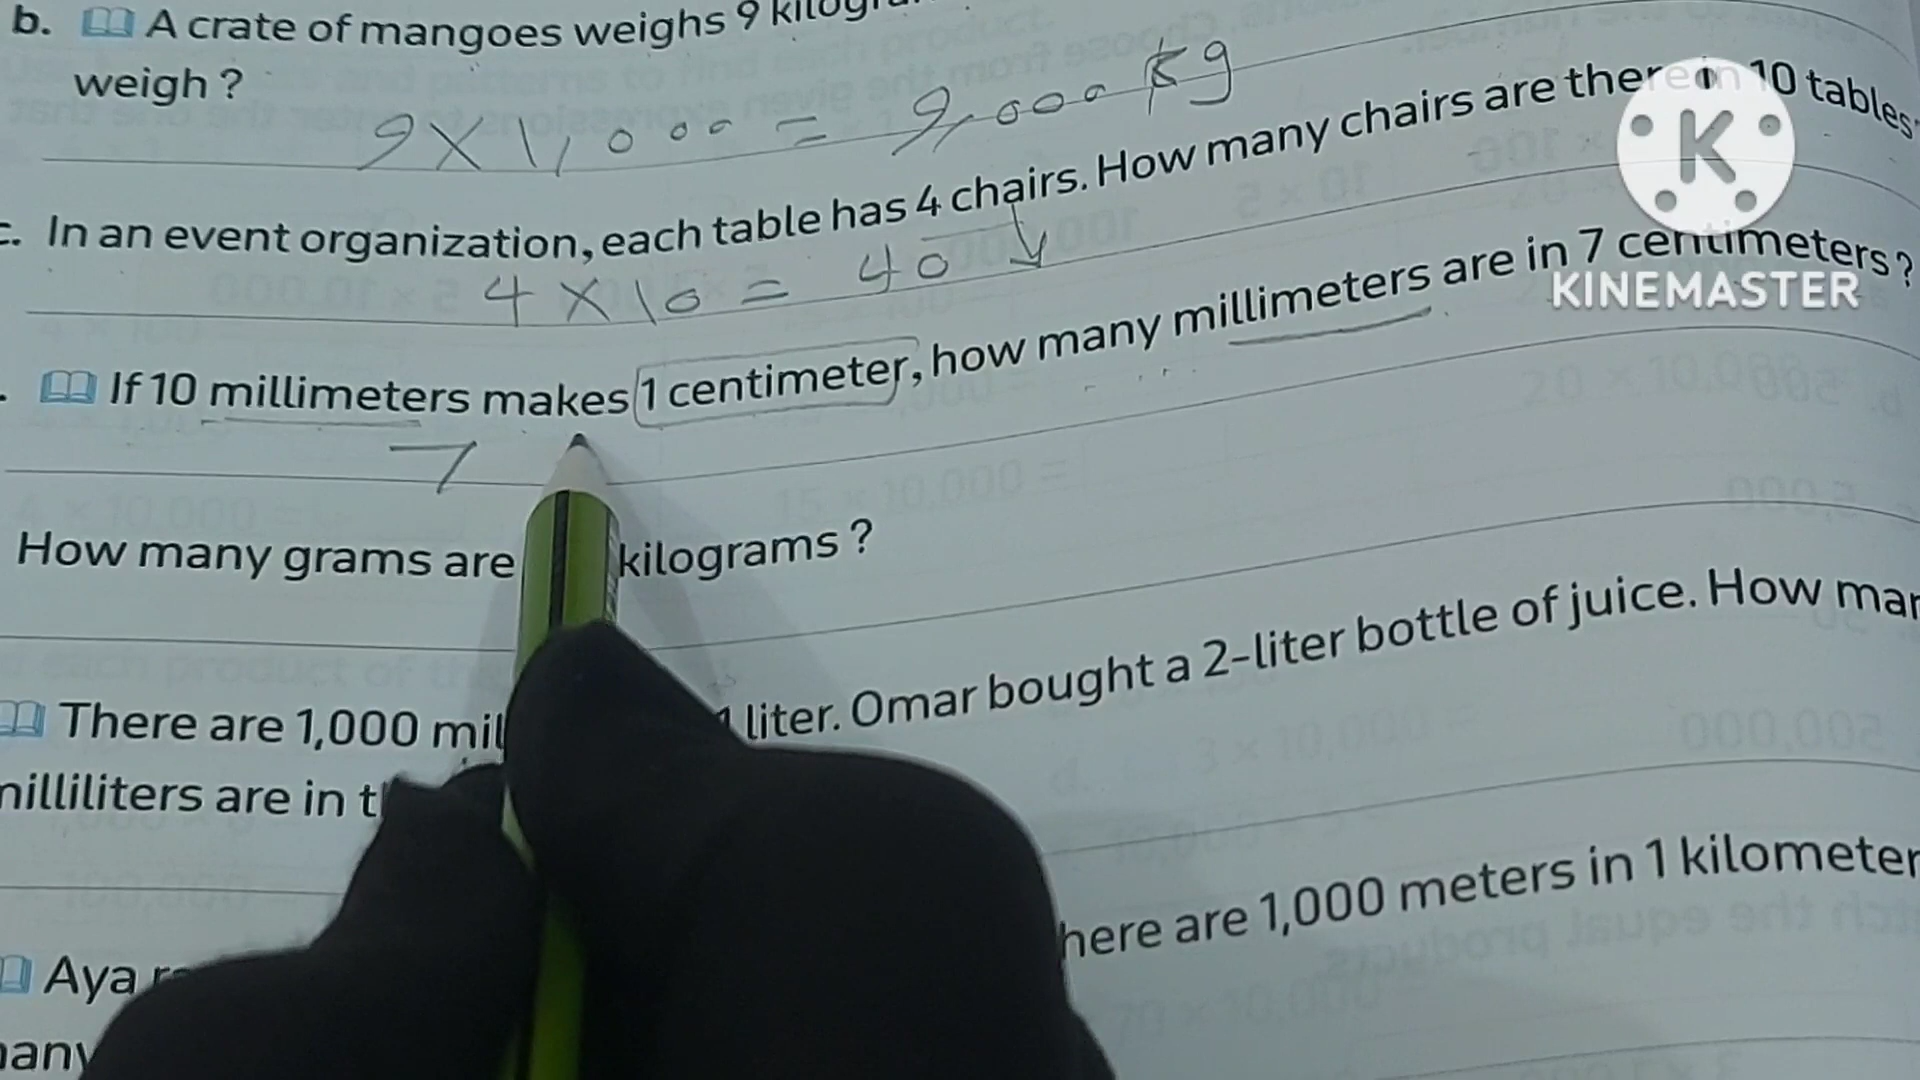 b. A crate of mangoes weighs 9
weigh ?
9 × 1,000 = 9,000 kg
c. In an event organization, each table has 4 chairs. How many chairs are there in 10 tables
4 × 10 = 40
If 10 millimeters makes 1 centimeter, how many millimeters are in 7 centimeters ?
7
How many grams are kilograms ?
There are 1,000 1 liter. Omar bought a 2-liter bottle of juice. How
milliliters are in
Aya here are 1,000 meters in 1 kilometer
KINEMASTER